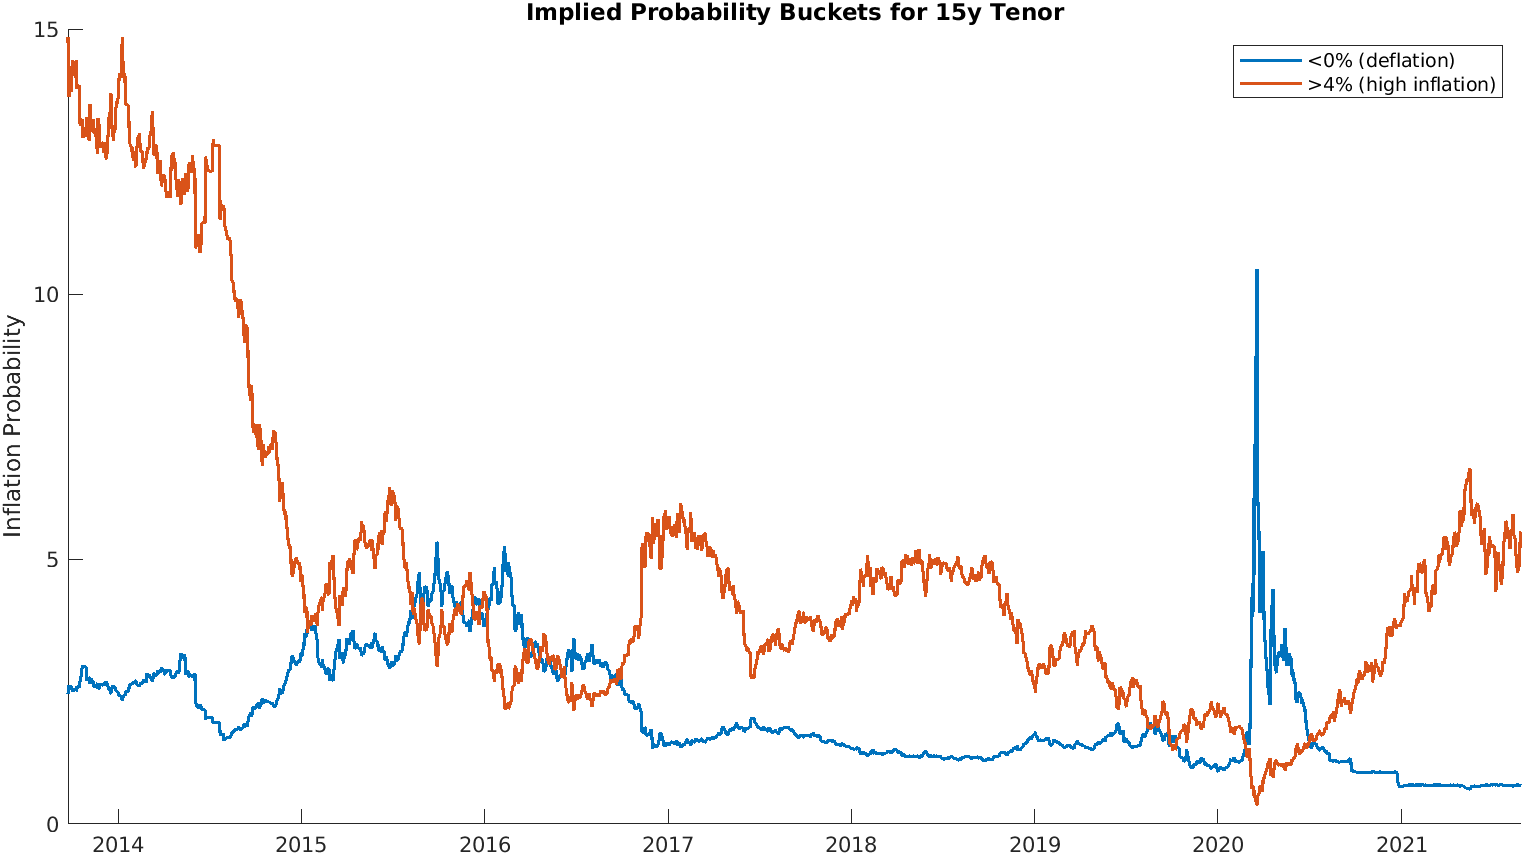 Implied Probability Buckets for 15y Tenor
<0% (deflation)
>4% (high inflation)
Inflation Probability
15
10
5
0
2014 2015 2016 2017 2018 2019 2020 2021